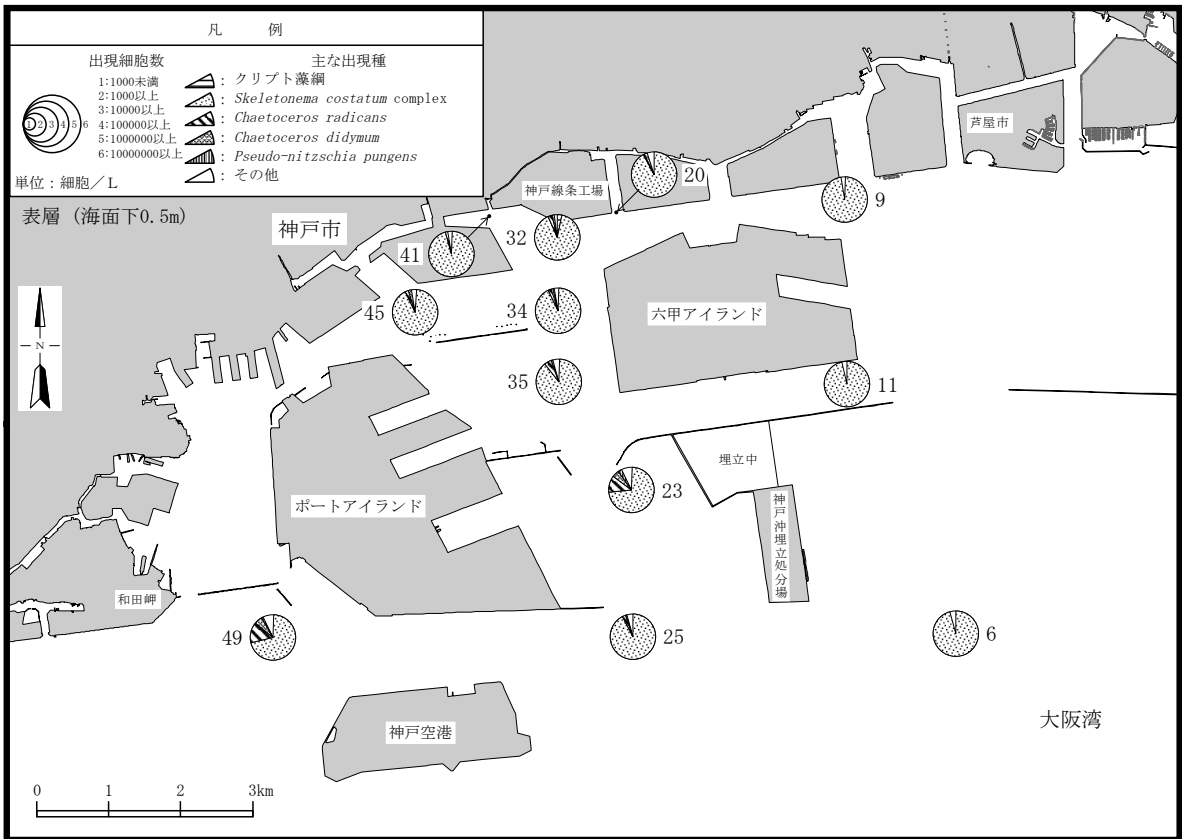 凡 例
出現細胞数
1:1000未満
2:1000以上
3:10000以上
4:100000以上
5:1000000以上
6:10000000以上
1 2 3 4 5 6
単位：細胞／L
主な出現種
：クリプト藻綱
：Skeletonema costatum complex
：Chaetoceros radicans
：Chaetoceros didymum
：Pseudo-nitzschia pungens
：その他
表層 (海面下0.5m)
神戸市
芦屋市
神戸線条工場
20
9
41
32
45
34
六甲アイランド
N
35
11
埋立中
23
ポートアイランド
神戸沖埋立処分場
和田岬
49
25
6
神戸空港
大阪湾
0 1 2 3km